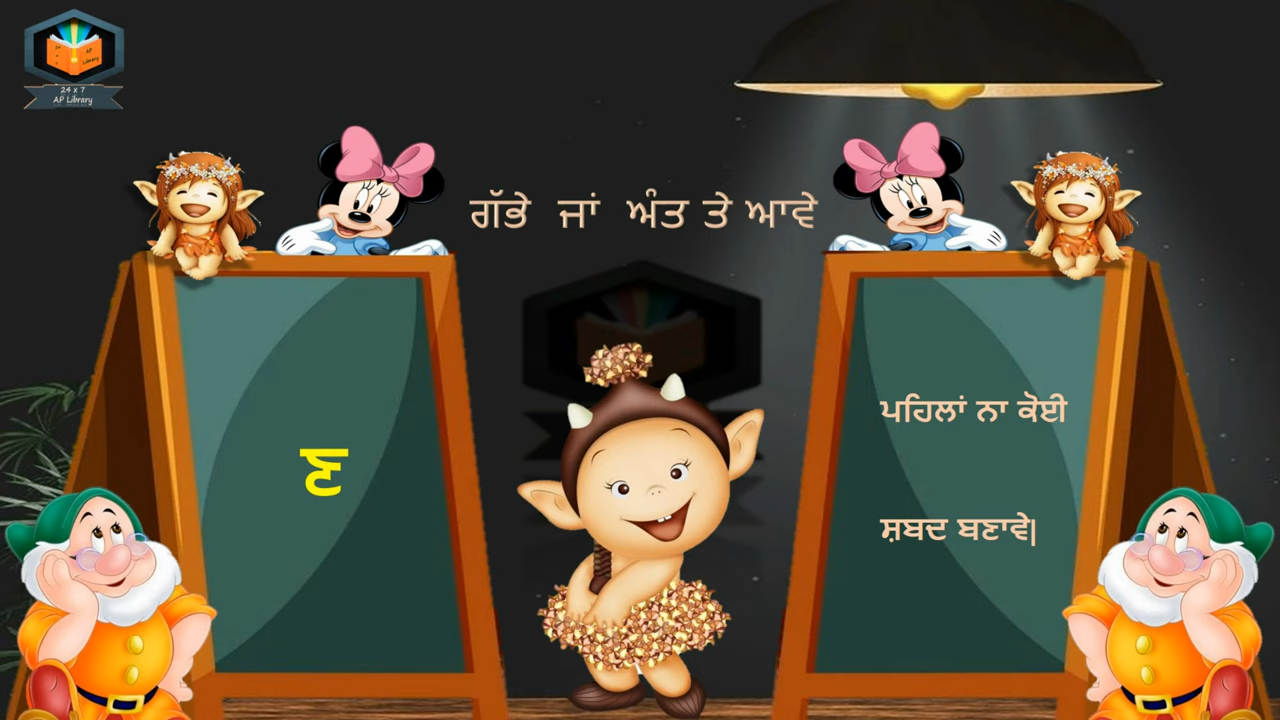 24 x 7
AP Library
ਗੱਭੇ ਜਾਂ ਅੰਤ ਤੇ ਆਵੇ
ਣ
ਪਹਿਲਾਂ ਨਾ ਕੋਈ
ਸ਼ਬਦ ਬਣਾਵੇ|